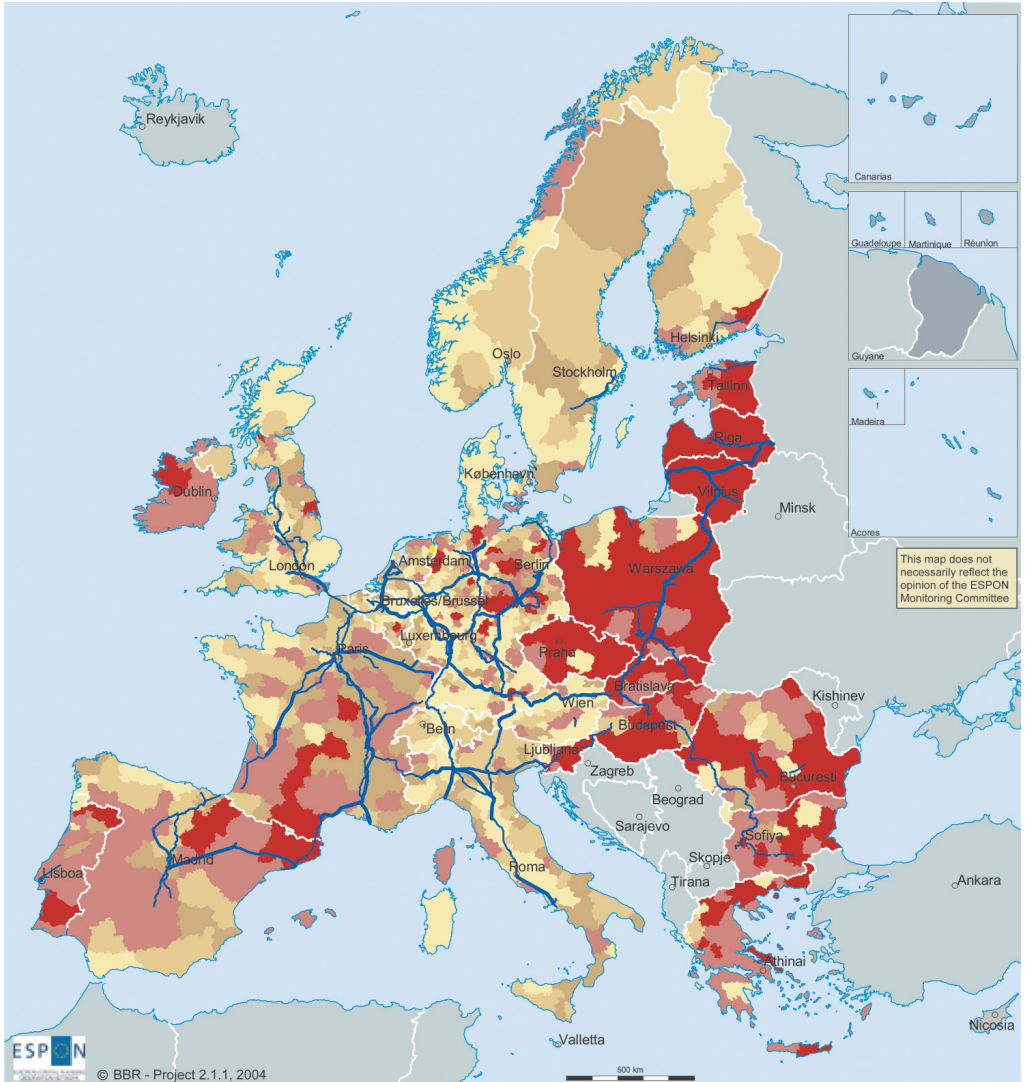 Reykjavik
Canarias
Guadeloupe
Martinique
Réunion
Guyane
Madeira
Acores
This map does not
necessarily reflect the
opinion of the ESPON
Monitoring Committee
Oslo
Helsinki
Stockholm
Tallinn
Riga
København
Vilnius
Dublin
Minsk
London
Amsterdam
Berlin
Warszawa
Bruxelles/Brussel
Luxembourg
Praha
Paris
Kishinev
Bratislava
Wien
Bern
Budapest
Ljubljana
Zagreb
Bucuresti
Beograd
Sarajevo
Sofiya
Madrid
Lisboa
Roma
Skopje
Tirana
Ankara
Athinai
Valletta
Nicosia
ESPON
© BBR - Project 2.1.1, 2004
500 km